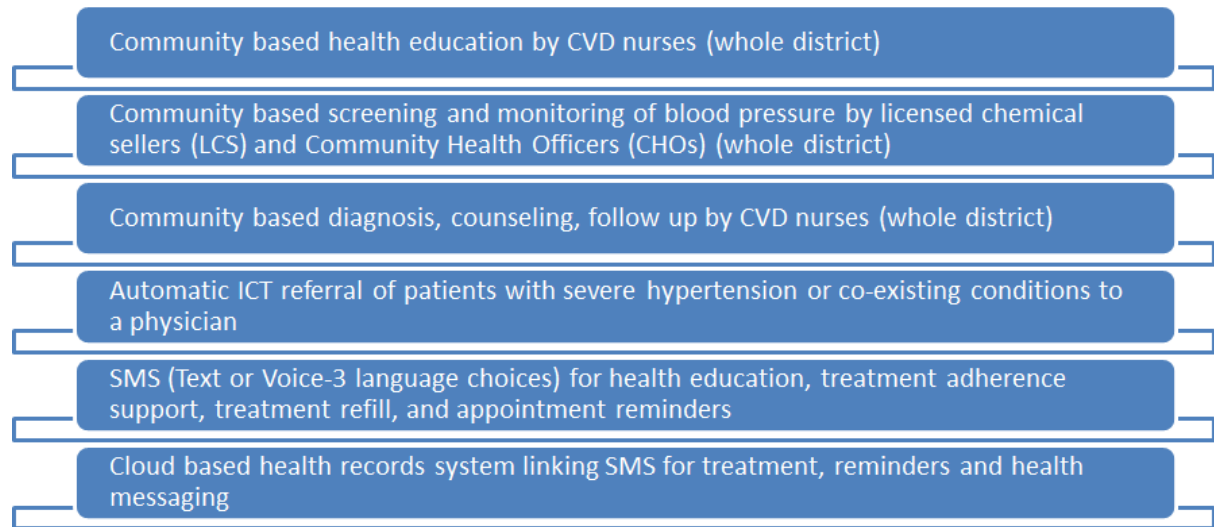 Community based health education by CVD nurses (whole district)
Community based screening and monitoring of blood pressure by licensed chemical
sellers (LCS) and Community Health Officers (CHOs) (whole district)
Community based diagnosis, counseling, follow up by CVD nurses (whole district)
Automatic ICT referral of patients with severe hypertension or co-existing conditions to
a physician
SMS (Text or Voice-3 language choices) for health education, treatment adherence
support, treatment refill, and appointment reminders
Cloud based health records system linking SMS for treatment, reminders and health
messaging